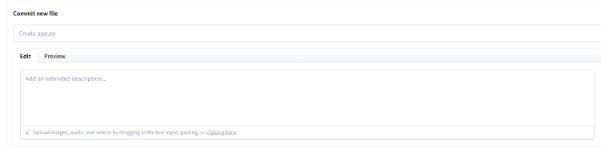 Commit new file
Create app.py
Edit Preview
Add an extended description...
Upload images, audio, and videos by dragging in the text input, pasting, or clicking here.